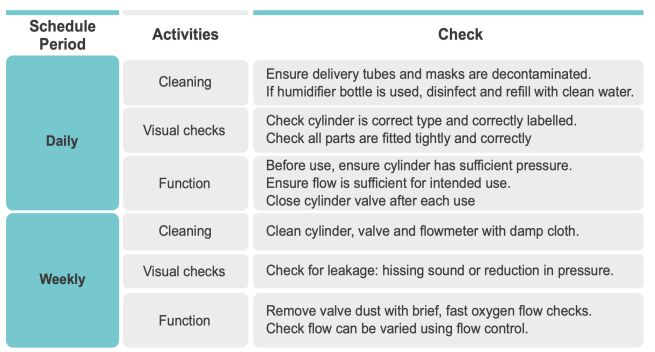 Schedule
Period
Activities
Check
Daily
Cleaning
Ensure delivery tubes and masks are decontaminated.
If humidifier bottle is used, disinfect and refill with clean water.
Visual checks
Check cylinder is correct type and correctly labelled.
Check all parts are fitted tightly and correctly
Function
Before use, ensure cylinder has sufficient pressure.
Ensure flow is sufficient for intended use.
Close cylinder valve after each use
Weekly
Cleaning
Clean cylinder, valve and flowmeter with damp cloth.
Visual checks
Check for leakage: hissing sound or reduction in pressure.
Function
Remove valve dust with brief, fast oxygen flow checks.
Check flow can be varied using flow control.